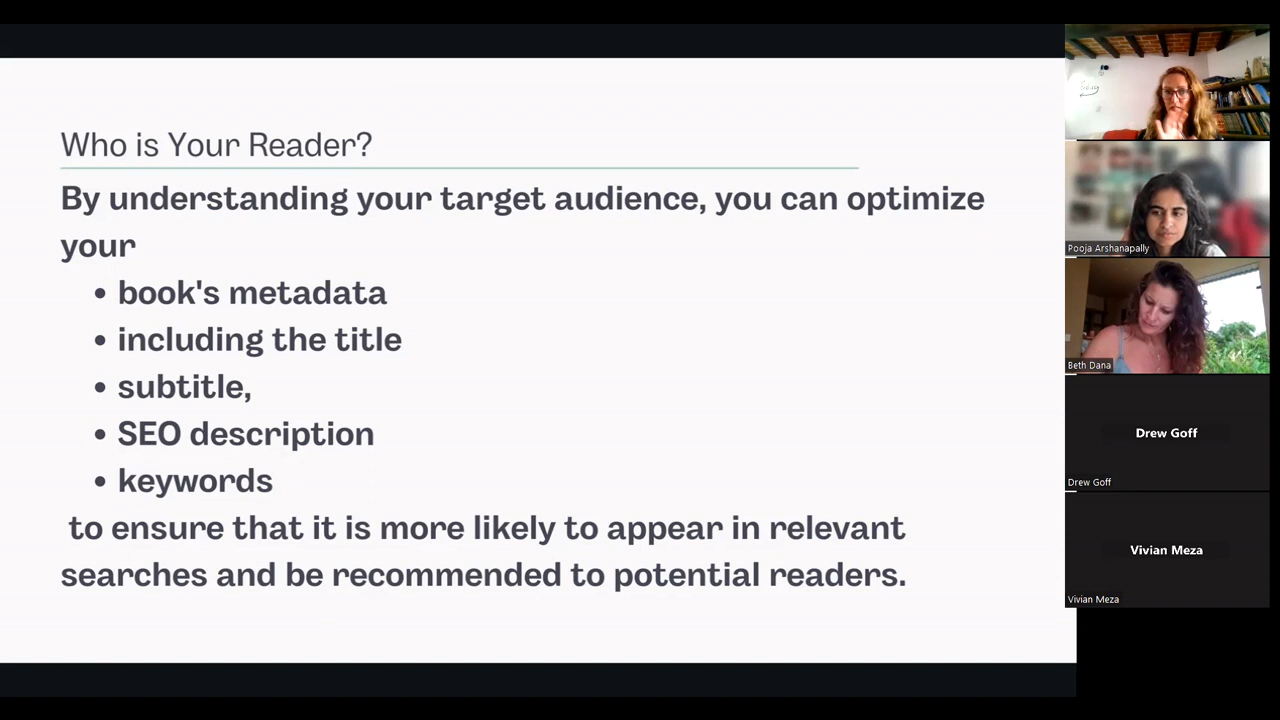 Who is Your Reader?
By understanding your target audience, you can optimize
your
• book's metadata
• including the title
• subtitle,
• SEO description
• keywords
to ensure that it is more likely to appear in relevant
searches and be recommended to potential readers.
Pooja Arshanapally
Beth Dana
Drew Goff
Drew Goff
Vivian Meza
Vivian Meza